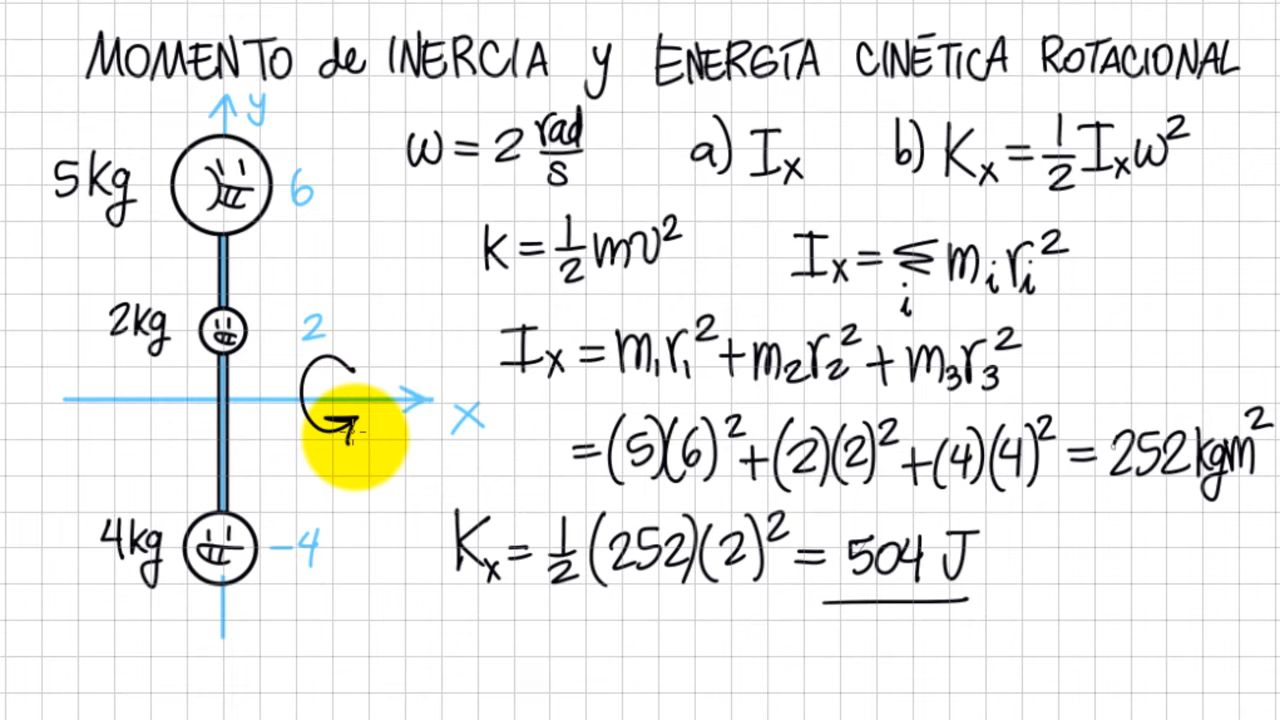 MOMENTO de INERCIA y ENERGÍA CINÉTICA ROTACIONAL
y
5kg 6
ω = 2 rad/s a) Iₓ b) Kₓ = 1/2 Iₓω²
K = 1/2 mv² Iₓ = Σᵢ mᵢrᵢ²
2kg 2
Iₓ = m₁r₁² + m₂r₂² + m₃r₃²
x
= (5)(6)² + (2)(2)² + (4)(4)² = 252 kgm²
4kg -4
Kₓ = 1/2 (252)(2)² = 504 J